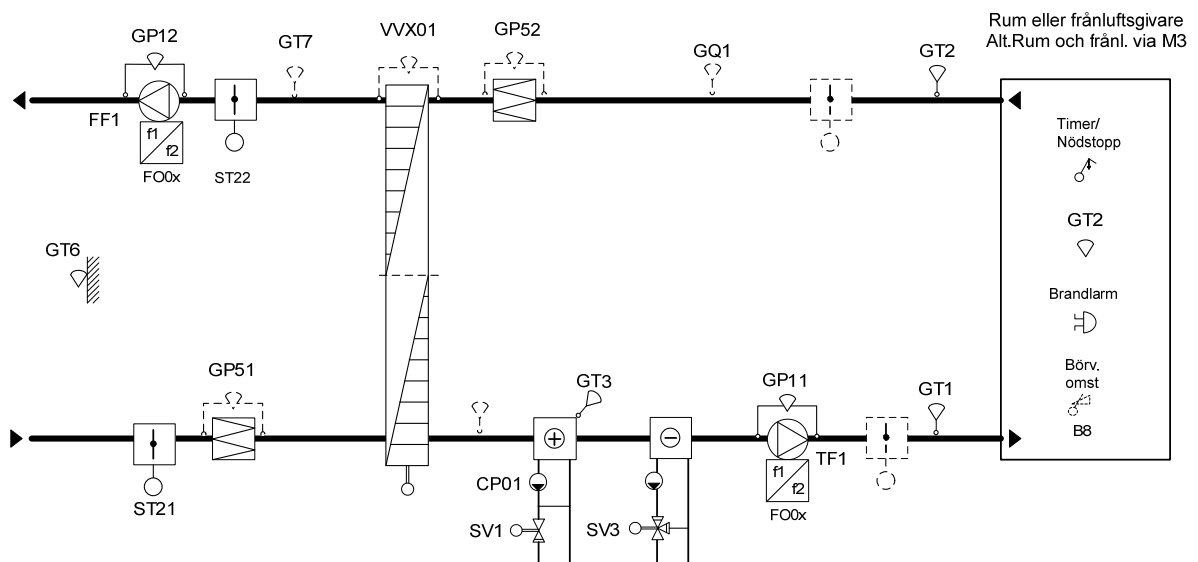 Rum eller frånluftsgivare
Alt.Rum och frånl. via M3
GP12
GT7
VVX01
GP52
GQ1
GT2
FF1
f1
f2
FO0x
ST22
Timer/
Nödstopp
GT2
GT6
Brandlarm
Börv.
omst
B8
GP51
GT3
GP11
GT1
ST21
CP01
SV1
SV3
TF1
f1
f2
FO0x